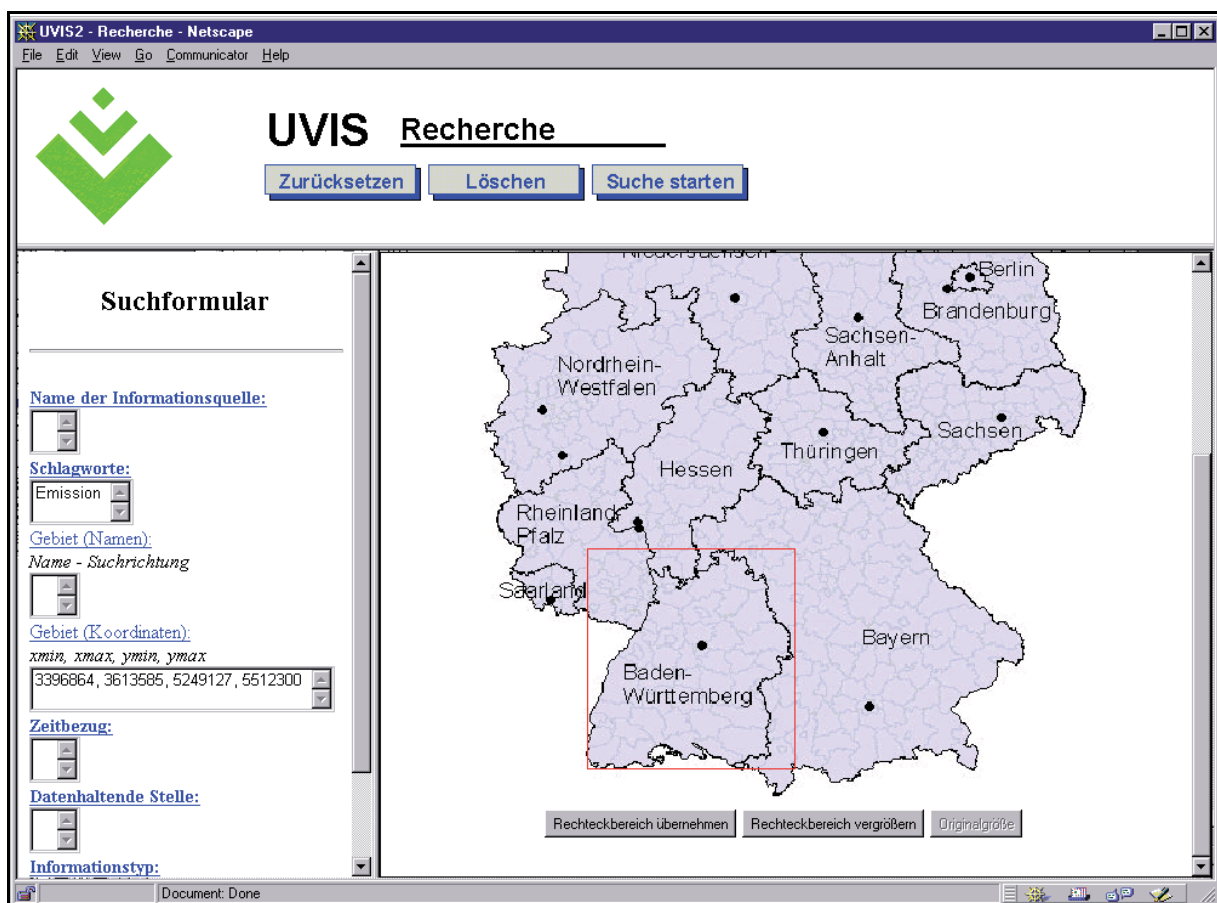 UVIS2 - Recherche - Netscape
File Edit View Go Communicator Help
UVIS Recherche
Zurücksetzen Löschen Suche starten
Suchformular
Name der Informationsquelle:
Schlagworte:
Emission
Gebiet (Namen):
Name - Suchrichtung
Gebiet (Koordinaten):
xmin, xmax, ymin, ymax
3396864, 3613585, 5249127, 5512300
Zeitbezug:
Datenhaltende Stelle:
Informationstyp:
Niedersachsen
Berlin
Brandenburg
Sachsen-
Anhalt
Nordrhein-
Westfalen
Sachsen
Thüringen
Hessen
Rheinland
Pfalz
Saarland
Bayern
Baden-
Württemberg
Rechteckbereich übernehmen Rechteckbereich vergrößern Originalgröße
Document: Done